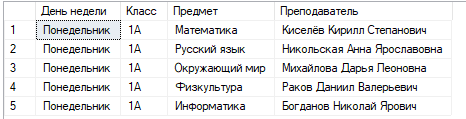 День недели Класс Предмет Преподаватель
1 Понедельник 1А Математика Киселёв Кирилл Степанович
2 Понедельник 1А Русский язык Никольская Анна Ярославовна
3 Понедельник 1А Окружающий мир Михайлова Дарья Леоновна
4 Понедельник 1А Физкультура Раков Даниил Валерьевич
5 Понедельник 1А Информатика Богданов Николай Ярович